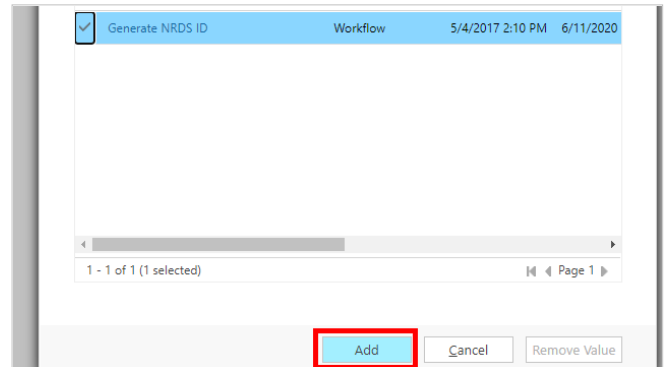 Generate NRDS ID Workflow 5/4/2017 2:10 PM 6/11/2020
1 - 1 of 1 (1 selected) Page 1
Add Cancel Remove Value